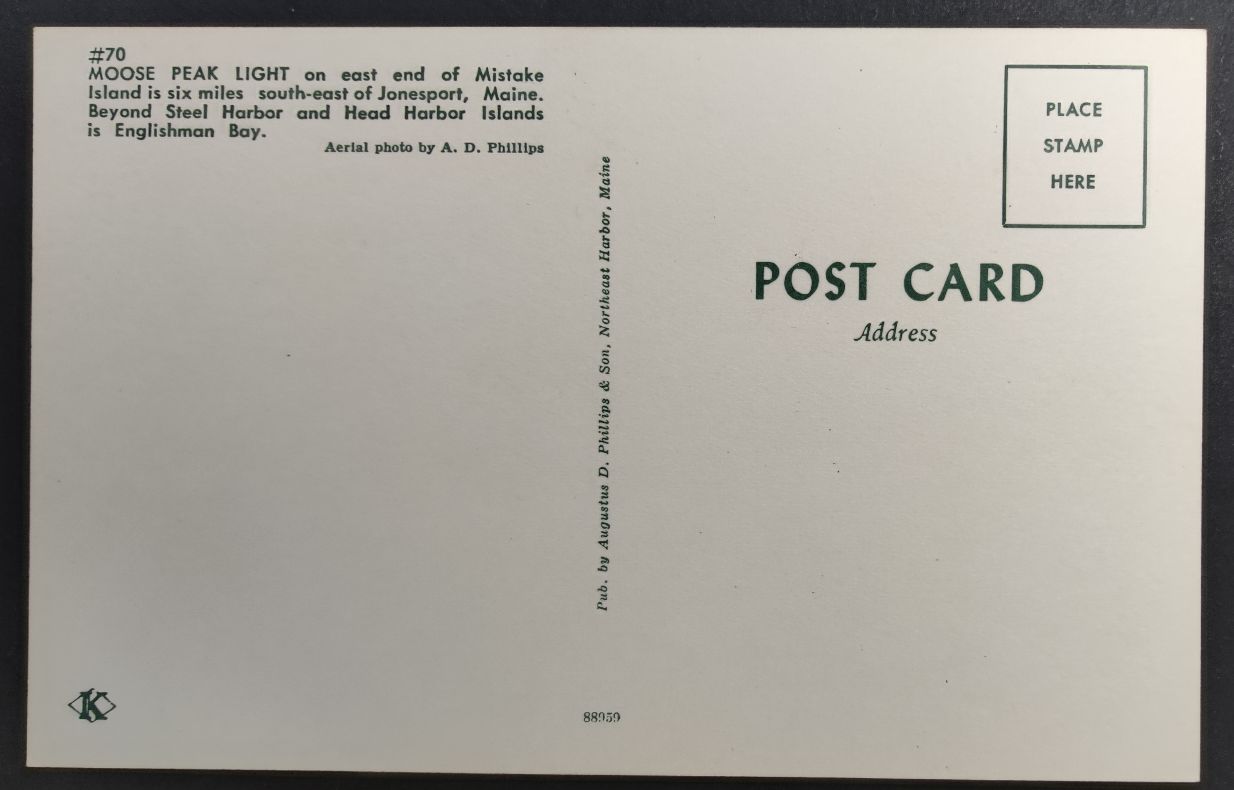 #70
MOOSE PEAK LIGHT on east end of Mistake
Island is six miles south-east of Jonesport, Maine.
Beyond Steel Harbor and Head Harbor Islands
is Englishman Bay.
Aerial photo by A. D. Phillips
Pub. by Augustus D. Phillips & Son, Northeast Harbor, Maine
PLACE
STAMP
HERE
POST CARD
Address
K
88959